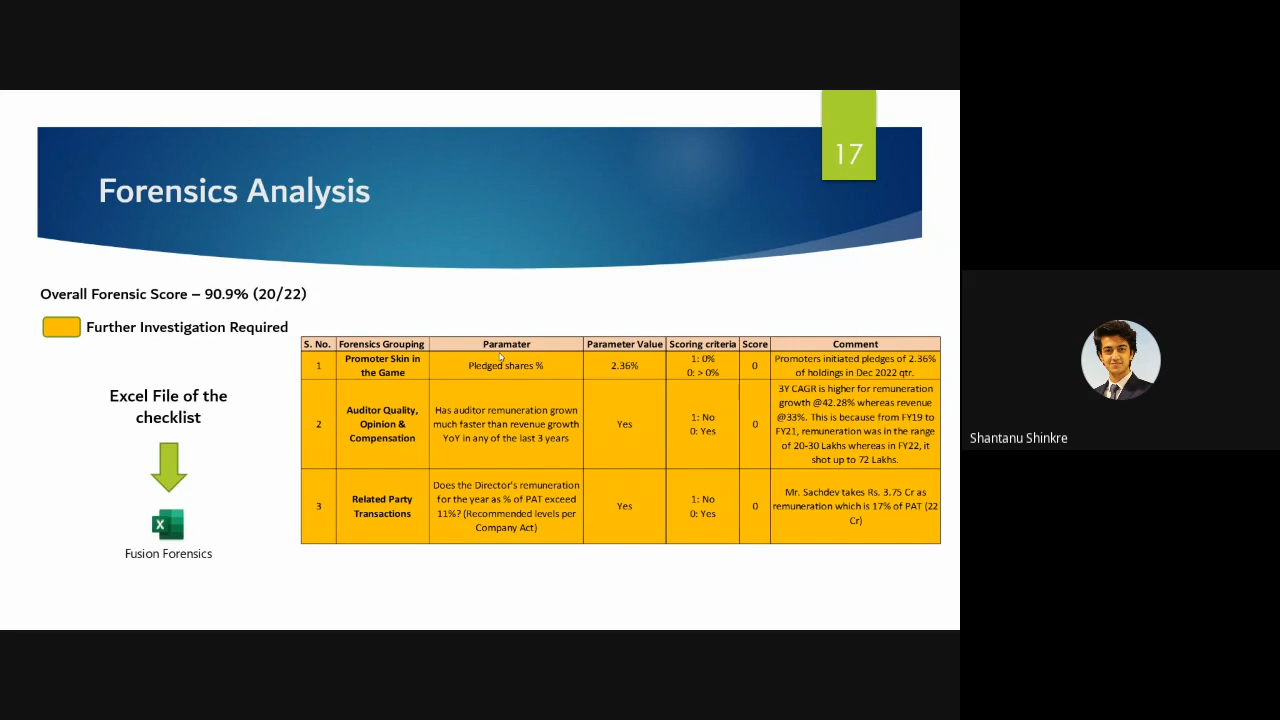 17
Forensics Analysis
Overall Forensic Score – 90.9% (20/22)
Further Investigation Required
Excel File of the
checklist
X
Fusion Forensics
S. No. Forensics Grouping Paramater Parameter Value Scoring criteria Score Comment
1 Promoter Skin in the Game Pledged shares % 2.36% 1: 0% 0: > 0% 0 Promoters initiated pledges of 2.36% of holdings in Dec 2022 qtr.
2 Auditor Quality, Opinion & Compensation Has auditor remuneration grown much faster than revenue growth YoY in any of the last 3 years Yes 1: No 0: Yes 0 3Y CAGR is higher for remuneration growth @42.28% whereas revenue @33%. This is because from FY19 to FY21, remuneration was in the range of 20-30 Lakhs whereas in FY22, it shot up to 72 Lakhs.
3 Related Party Transactions Does the Director's remuneration for the year as % of PAT exceed 11%? (Recommended levels per Company Act) Yes 1: No 0: Yes 0 Mr. Sachdev takes Rs. 3.75 Cr as remuneration which is 17% of PAT (22 Cr)
Shantanu Shinkre